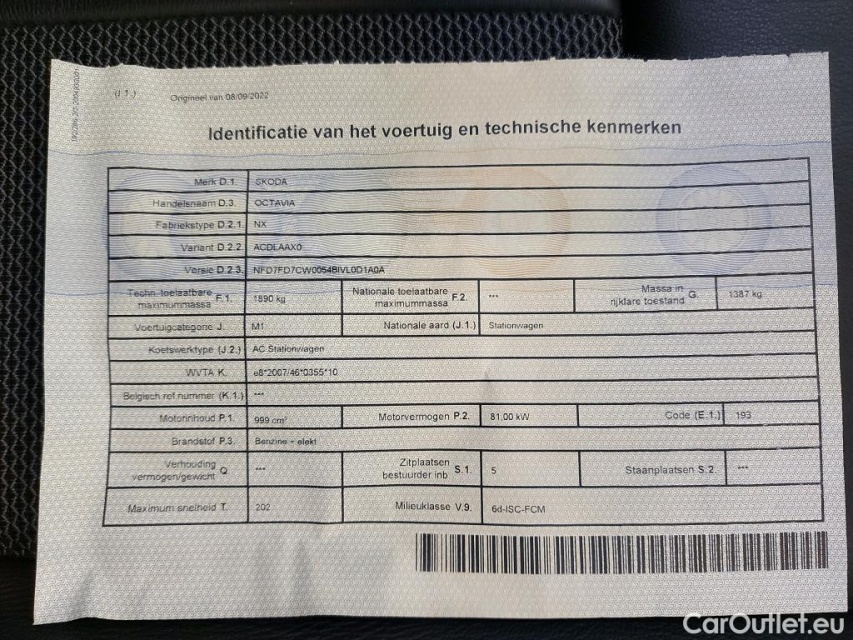 (I 1.) Origineel van 08/09/2022
Identificatie van het voertuig en technische kenmerken
Merk D.1. SKODA
Handelsnaam D.3. OCTAVIA
Fabriekstype D.2.1. NX
Variant D.2.2. ACDLAAX0
Versie D.2.3. NFD7FD7CW0054BIVL0D1A0A
Techn. toelaatbare maximummassa F.1. 1890 kg Nationale toelaatbare maximummassa F.2. *** Massa in rijklare toestand G. 1387 kg
Voertuigcategorie J. M1 Nationale aard (J.1.) Stationwagen
Koetswerktype (J.2.) AC Stationwagen
WVTA K. e8*2007/46*0355*10
Belgisch ref nummer (K.1.) ***
Motorinhoud P.1. 999 cm³ Motorvermogen P.2. 81,00 kW Code (E.1.) 193
Brandstof P.3. Benzine + elekt
Verhouding vermogen/gewicht Q *** Zitplaatsen bestuurder inb S.1. 5 Staanplaatsen S.2. ***
Maximum snelheid T. 202 Milieuklasse V.9. 6d-ISC-FCM
CarOutlet.eu